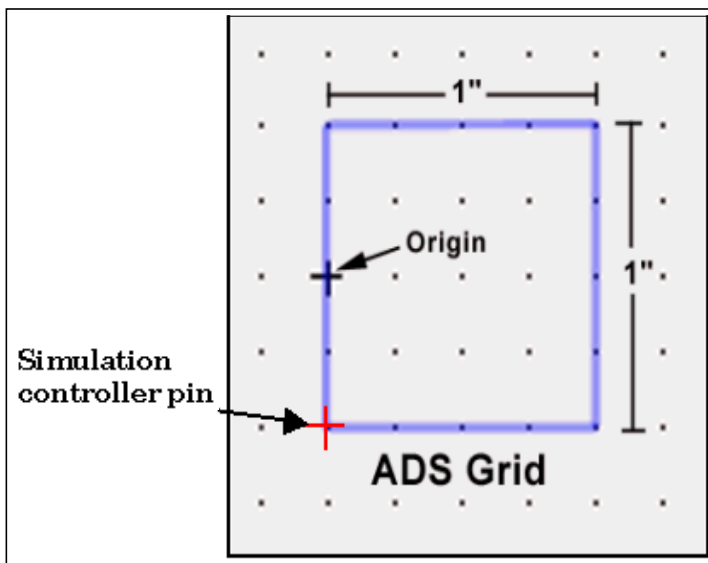 1"
Origin
1"
Simulation
controller pin
ADS Grid